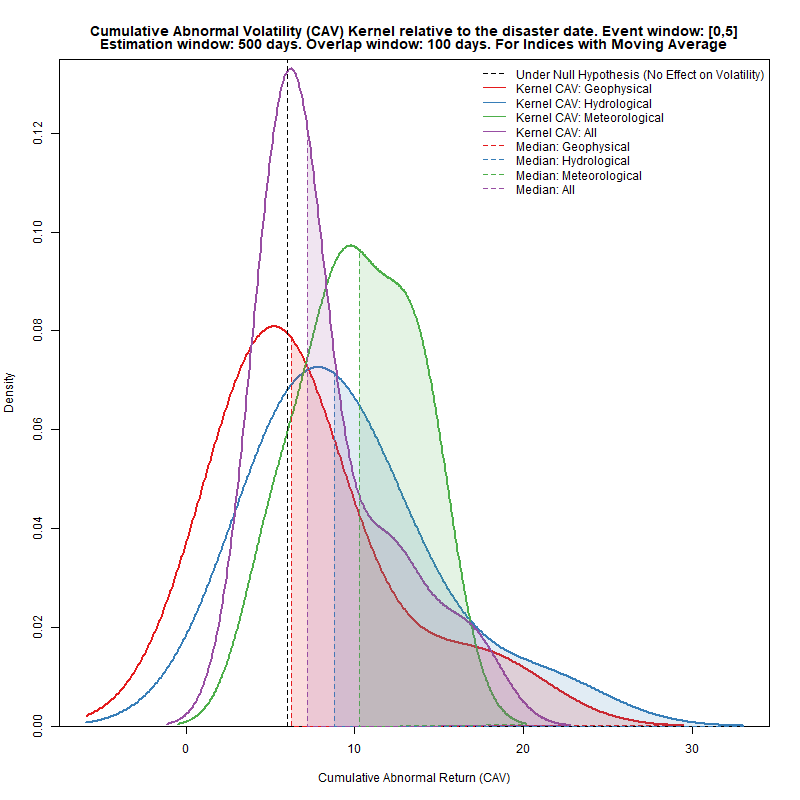 Cumulative Abnormal Volatility (CAV) Kernel relative to the disaster date. Event window: [0,5]
Estimation window: 500 days. Overlap window: 100 days. For Indices with Moving Average
Under Null Hypothesis (No Effect on Volatility)
Kernel CAV: Geophysical
Kernel CAV: Hydrological
Kernel CAV: Meteorological
Kernel CAV: All
Median: Geophysical
Median: Hydrological
Median: Meteorological
Median: All
Density
0.12
0.10
0.08
0.06
0.04
0.02
0.00
0 10 20 30
Cumulative Abnormal Return (CAV)